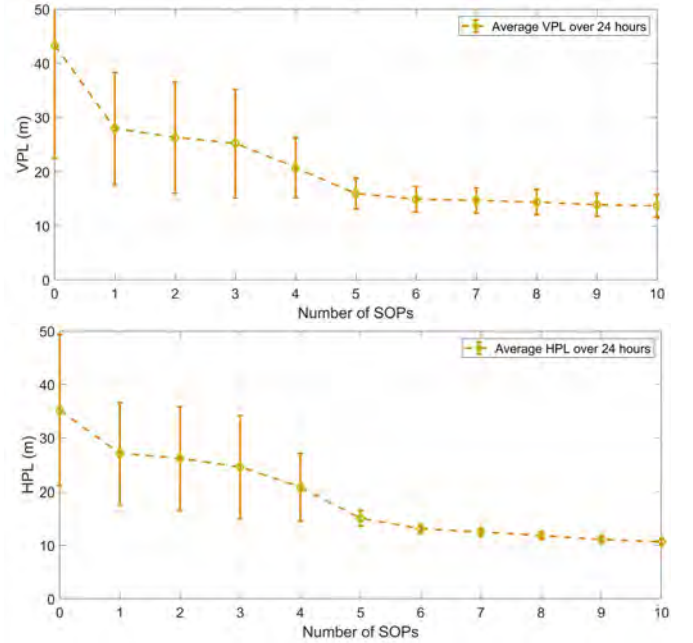 50
40
30
20
10
0
VPL (m)
Average VPL over 24 hours
0 1 2 3 4 5 6 7 8 9 10
Number of SOPs
50
40
30
20
10
0
HPL (m)
Average HPL over 24 hours
0 1 2 3 4 5 6 7 8 9 10
Number of SOPs